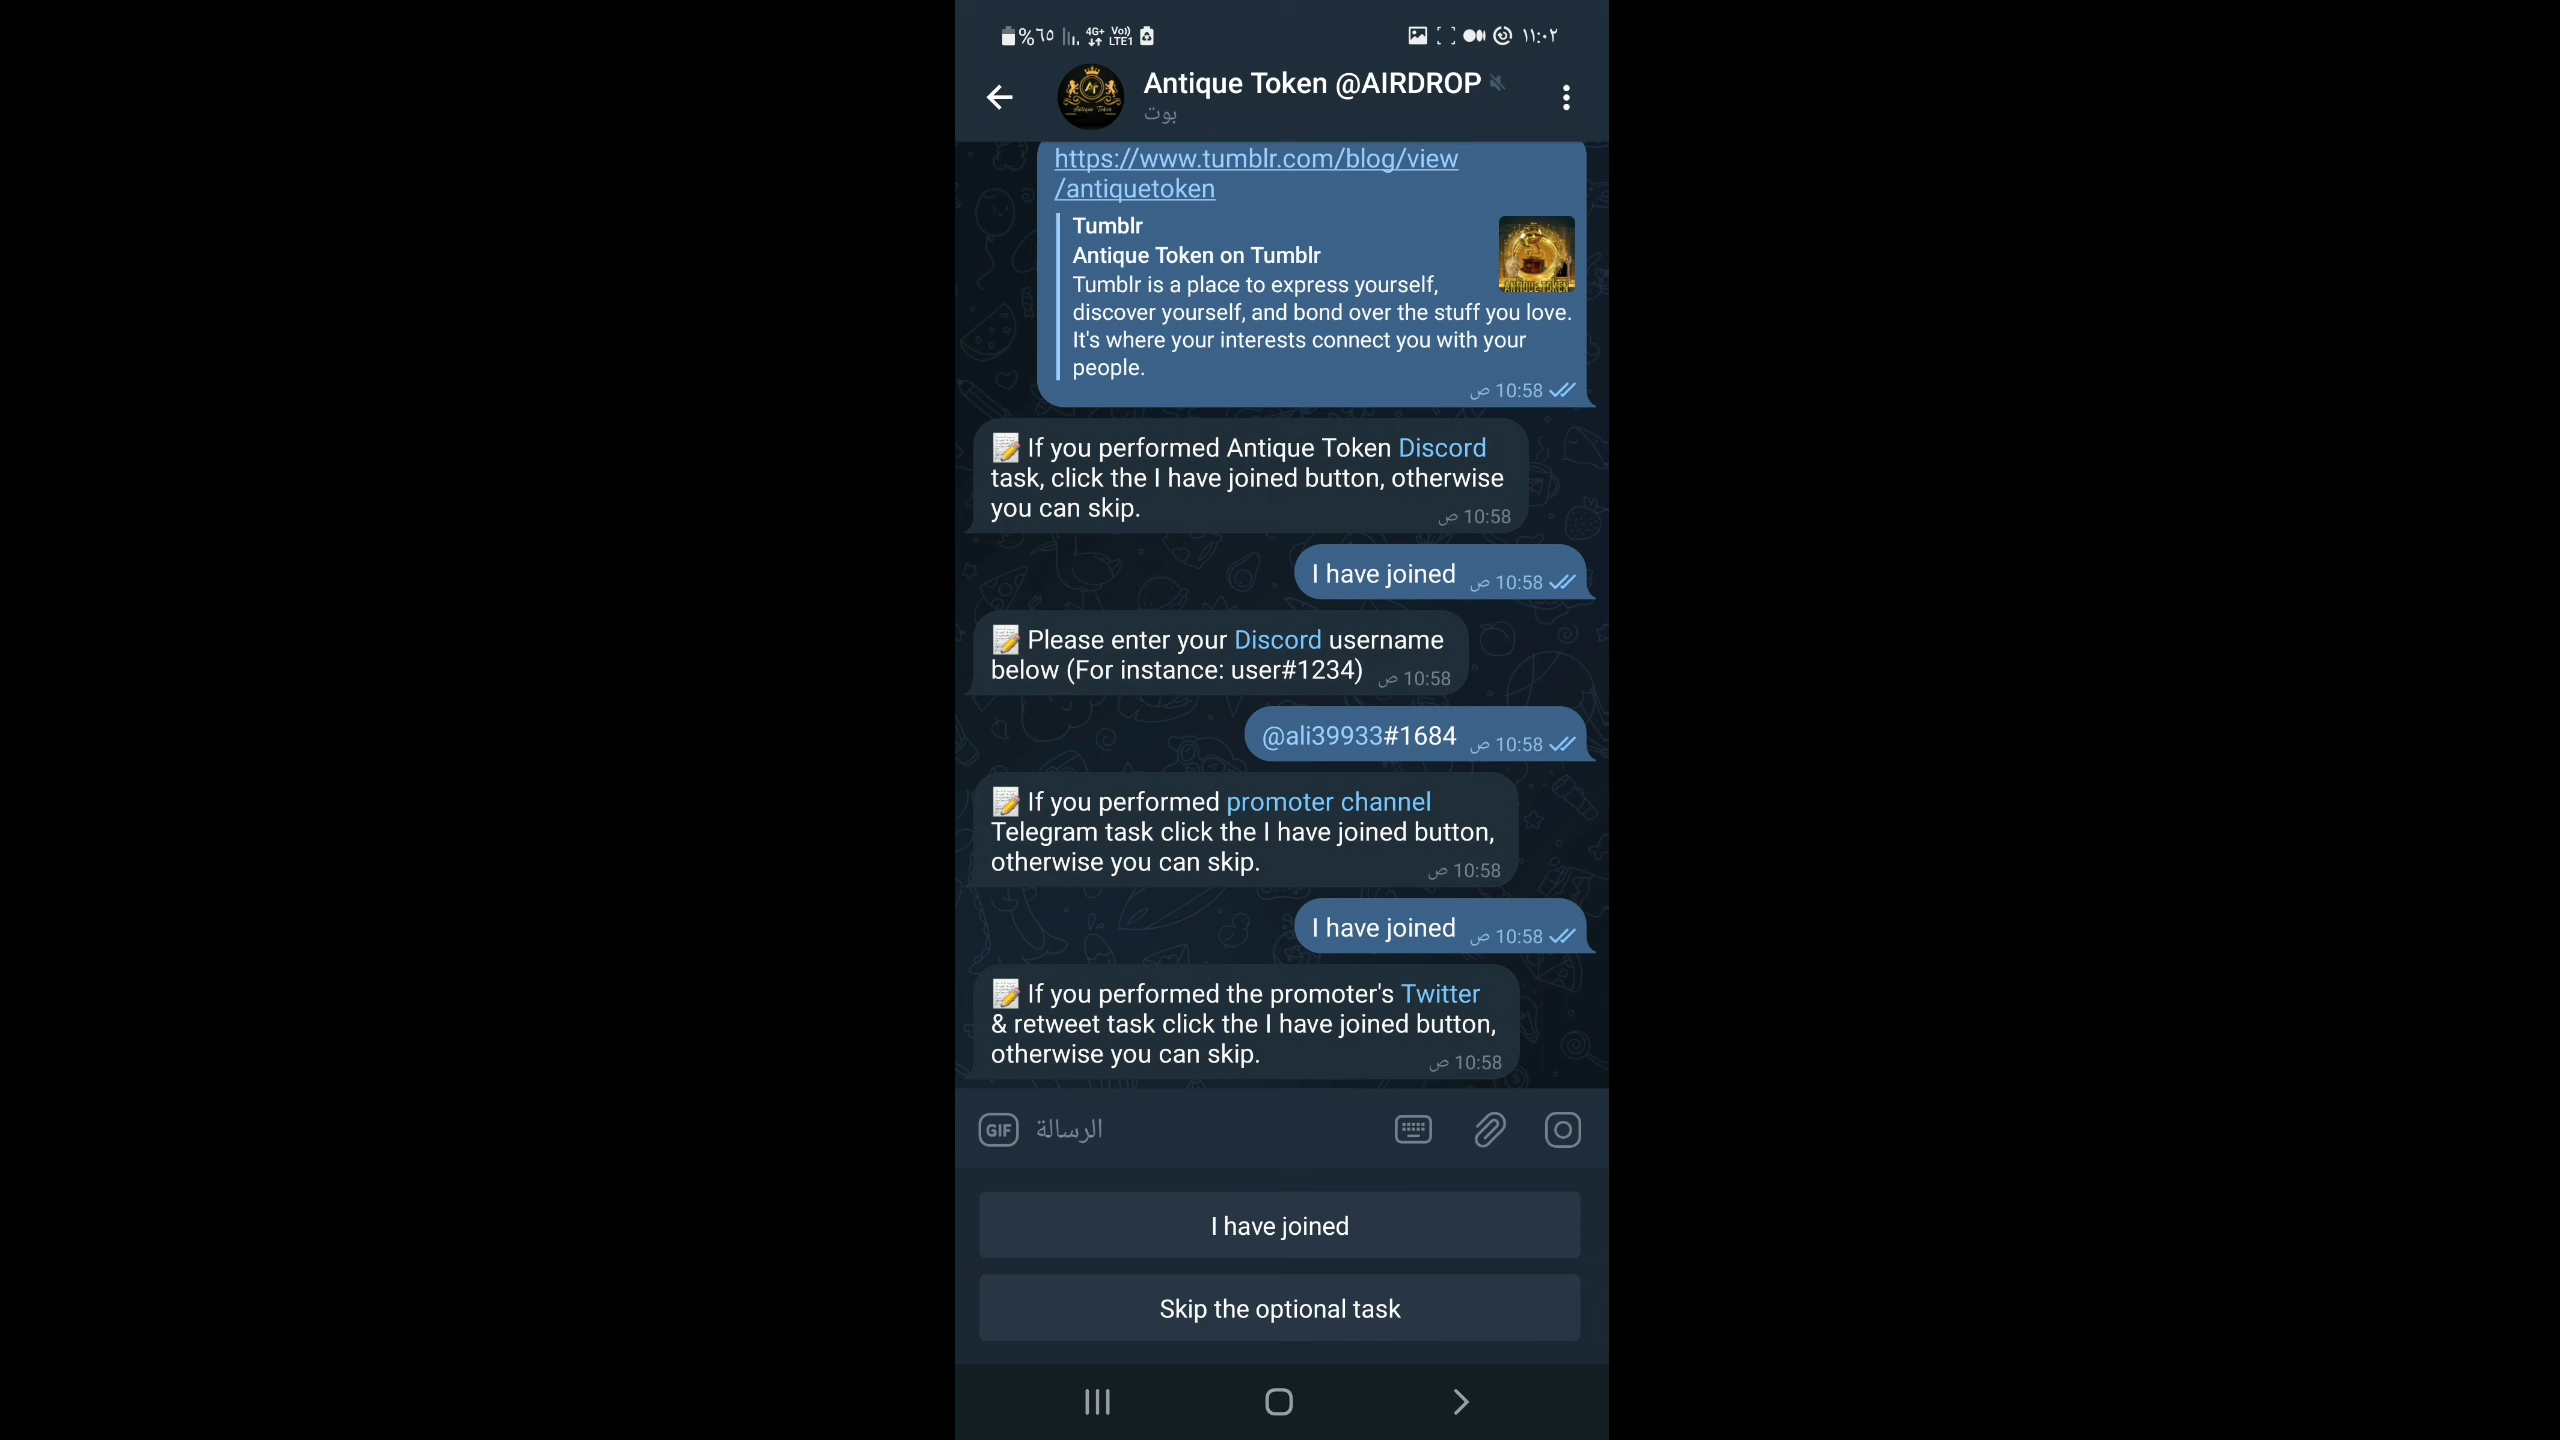 %٦٥ 4G+ Vo)) LTE1 ١١:٠٢
Antique Token @AIRDROP
بوت
https://www.tumblr.com/blog/view
/antiquetoken
Tumblr
Antique Token on Tumblr
Tumblr is a place to express yourself,
discover yourself, and bond over the stuff you love.
It's where your interests connect you with your
people.
10:58 ص
ANTIQUE TOKEN
If you performed Antique Token Discord
task, click the I have joined button, otherwise
you can skip.
10:58 ص
I have joined 10:58 ص
Please enter your Discord username
below (For instance: user#1234) 10:58 ص
@ali39933#1684 10:58 ص
If you performed promoter channel
Telegram task click the I have joined button,
otherwise you can skip. 10:58 ص
I have joined 10:58 ص
If you performed the promoter's Twitter
& retweet task click the I have joined button,
otherwise you can skip. 10:58 ص
GIF الرسالة
I have joined
Skip the optional task